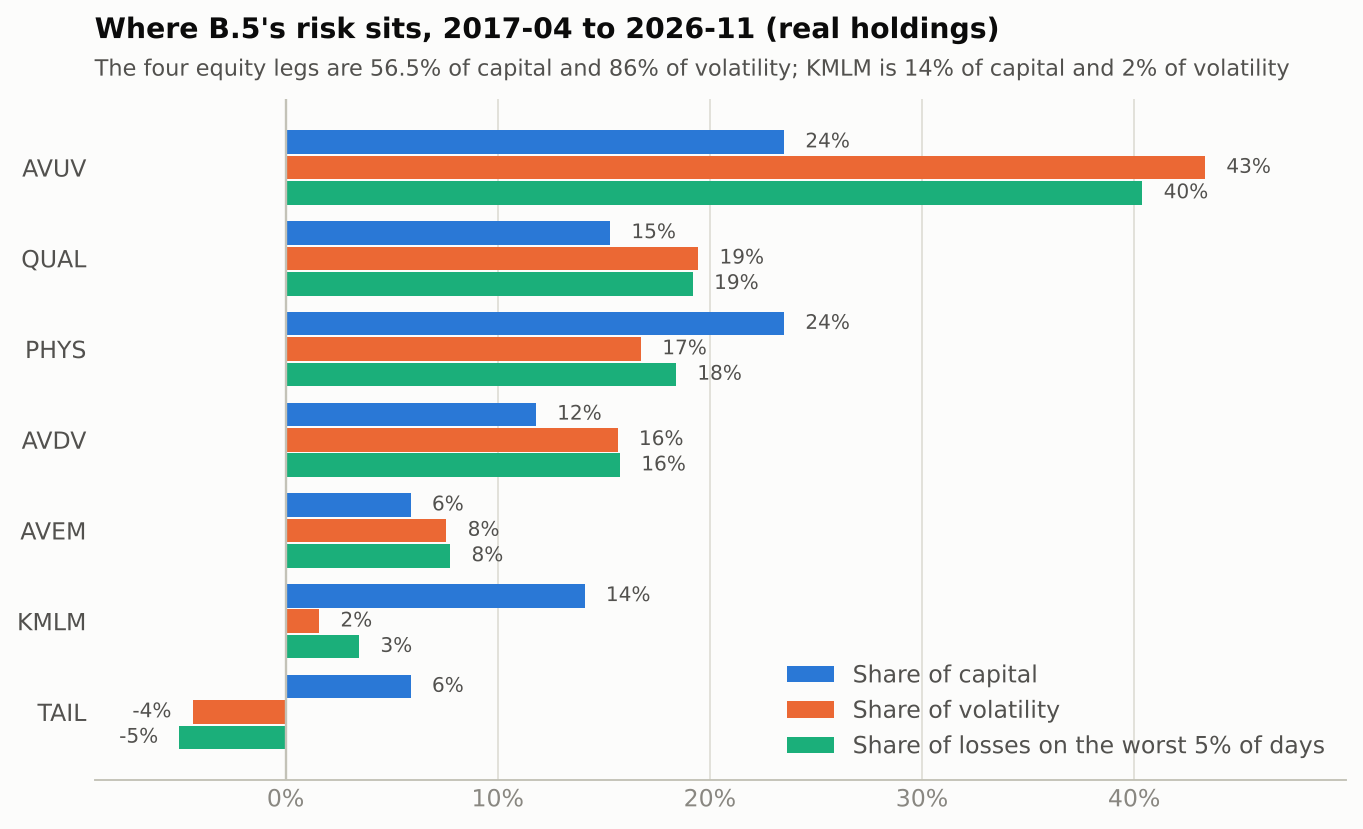 Where B.5's risk sits, 2017-04 to 2026-11 (real holdings)
The four equity legs are 56.5% of capital and 86% of volatility; KMLM is 14% of capital and 2% of volatility
AVUV
24%
43%
40%
QUAL
15%
19%
19%
PHYS
24%
17%
18%
AVDV
12%
16%
16%
AVEM
6%
8%
8%
KMLM
14%
2%
3%
TAIL
6%
-4%
-5%
Share of capital
Share of volatility
Share of losses on the worst 5% of days
0% 10% 20% 30% 40%